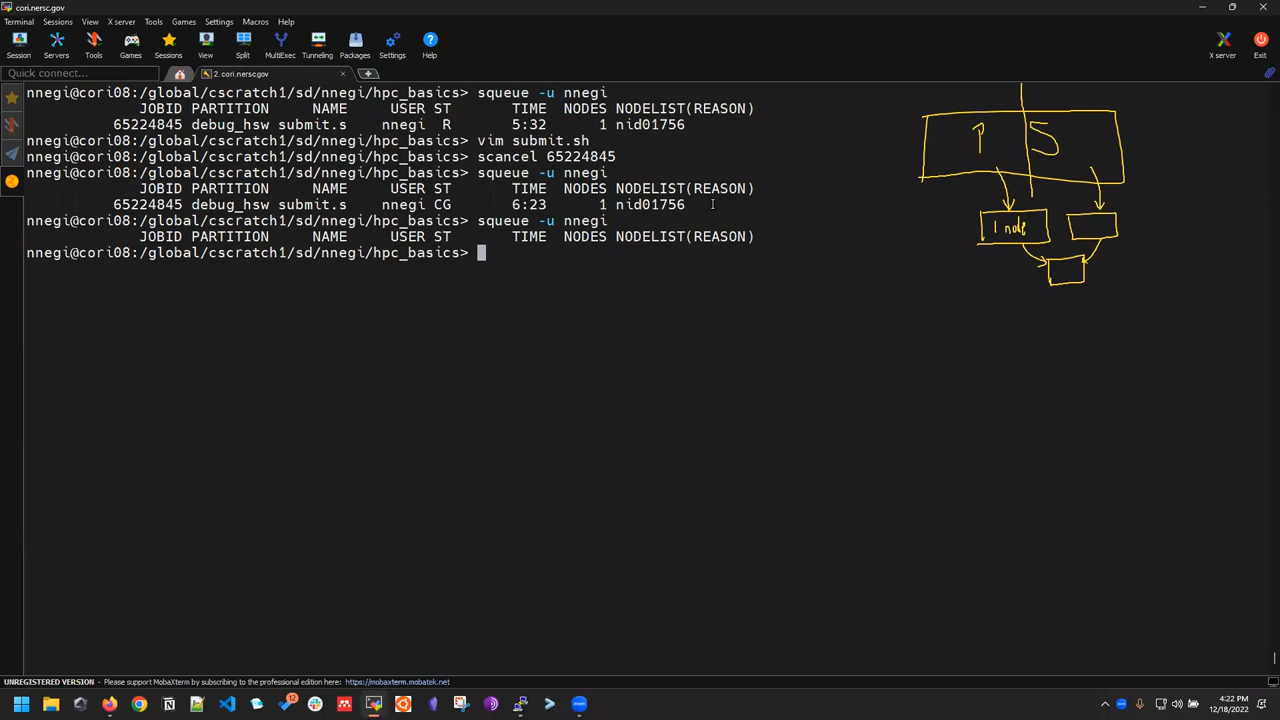 cori.nersc.gov
Terminal Sessions View X server Tools Games Settings Macros Help
Session Servers Tools Games Sessions View Split MultiExec Tunneling Packages Settings Help X server Exit
Quick connect... 2. cori.nersc.gov
nnegi@cori08:/global/cscratch1/sd/nnegi/hpc_basics> squeue -u nnegi
JOBID PARTITION NAME USER ST TIME NODES NODELIST(REASON)
65224845 debug_hsw submit.s nnegi R 5:32 1 nid01756
nnegi@cori08:/global/cscratch1/sd/nnegi/hpc_basics> vim submit.sh
nnegi@cori08:/global/cscratch1/sd/nnegi/hpc_basics> scancel 65224845
nnegi@cori08:/global/cscratch1/sd/nnegi/hpc_basics> squeue -u nnegi
JOBID PARTITION NAME USER ST TIME NODES NODELIST(REASON)
65224845 debug_hsw submit.s nnegi CG 6:23 1 nid01756
nnegi@cori08:/global/cscratch1/sd/nnegi/hpc_basics> squeue -u nnegi
JOBID PARTITION NAME USER ST TIME NODES NODELIST(REASON)
nnegi@cori08:/global/cscratch1/sd/nnegi/hpc_basics>
1 5
1 node
UNREGISTERED VERSION - Please support MobaXterm by subscribing to the professional edition here: https://mobaxterm.mobatek.net
12
4:22 PM
12/18/2022